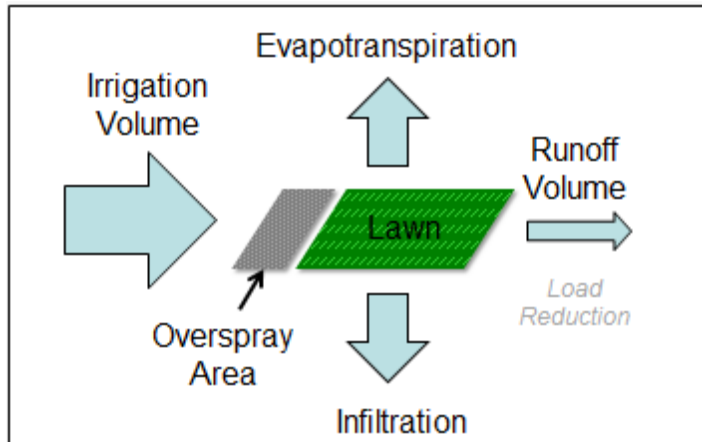 Evapotranspiration
Irrigation
Volume
Runoff
Volume
Lawn
Load
Reduction
Overspray
Area
Infiltration